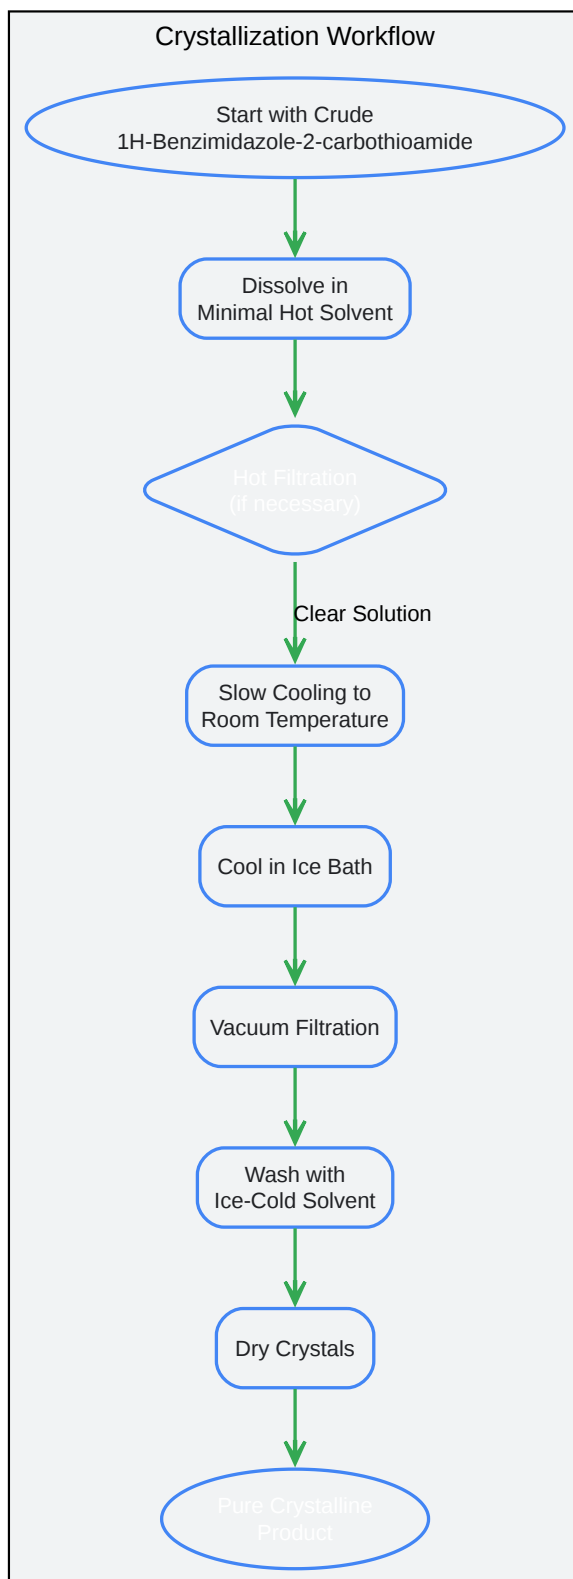 Crystallization Workflow
Start with Crude
1H-Benzimidazole-2-carbothioamide
Dissolve in
Minimal Hot Solvent
Hot Filtration
(if necessary)
Clear Solution
Slow Cooling to
Room Temperature
Cool in Ice Bath
Vacuum Filtration
Wash with
Ice-Cold Solvent
Dry Crystals
Pure Crystalline
Product